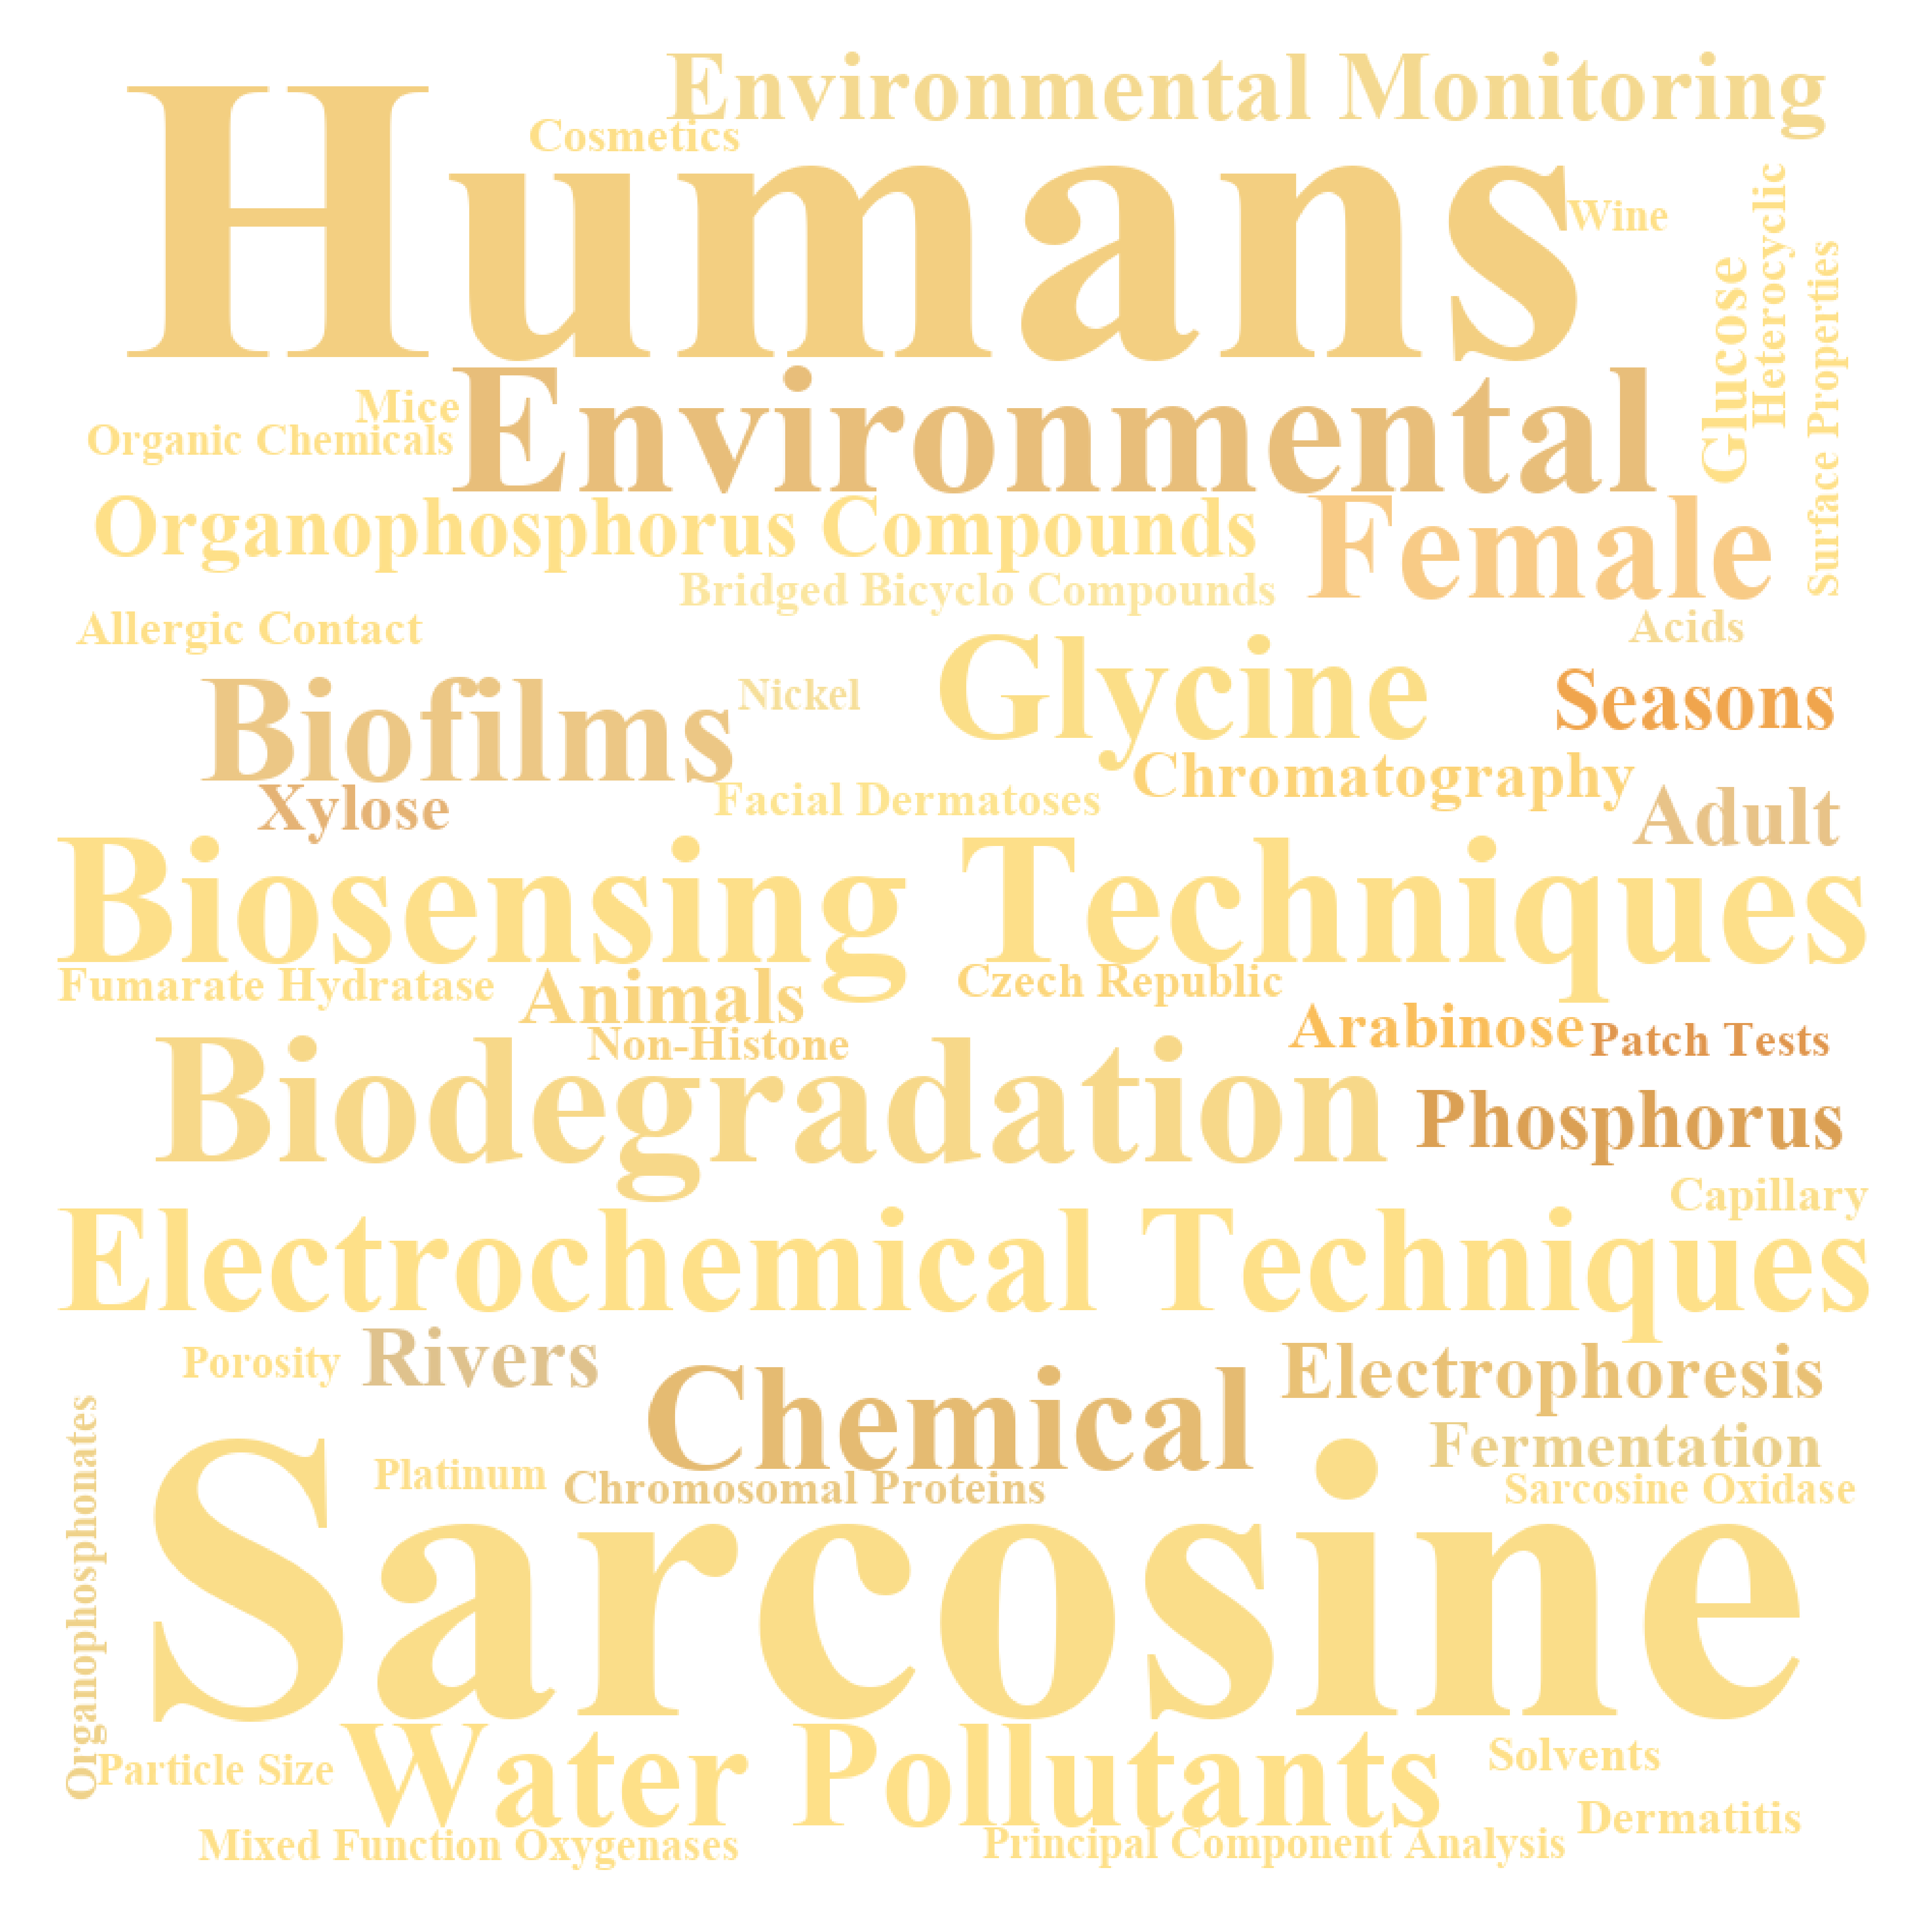 Environmental Monitoring
Cosmetics
Humans
Wine
Heterocyclic
Glucose
Surface Properties
Mice
Environmental
Organic Chemicals
Organophosphorus Compounds
Female
Bridged Bicyclo Compounds
Allergic Contact
Acids
Glycine
Biofilms
Nickel
Seasons
Chromatography
Xylose
Facial Dermatoses
Adult
Biosensing Techniques
Fumarate Hydratase
Animals
Czech Republic
Arabinose
Non-Histone
Patch Tests
Biodegradation
Phosphorus
Capillary
Electrochemical Techniques
Porosity
Rivers
Chemical
Electrophoresis
Fermentation
Platinum
Chromosomal Proteins
Sarcosine Oxidase
Organophosphonates
Sarcosine
Water Pollutants
Particle Size
Solvents
Dermatitis
Mixed Function Oxygenases
Principal Component Analysis